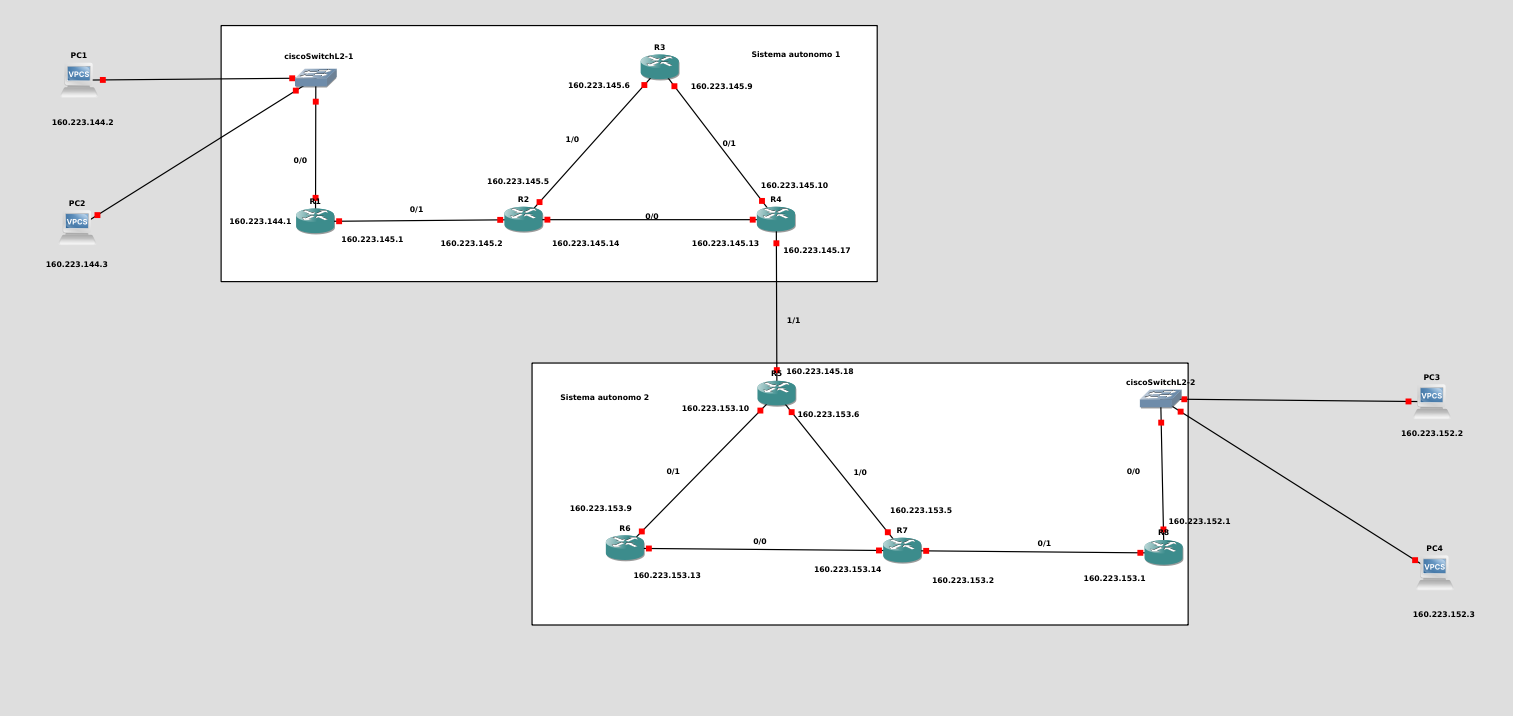 PC1
VPCS
160.223.144.2
PC2
VPCS
160.223.144.3
ciscoSwitchL2-1
0/0
R1
160.223.144.1
160.223.145.1
0/1
R2
160.223.145.5
160.223.145.2
160.223.145.14
1/0
R3
160.223.145.6
160.223.145.9
Sistema autonomo 1
0/1
0/0
160.223.145.10
R4
160.223.145.13
160.223.145.17
1/1
R5
160.223.145.18
Sistema autonomo 2
160.223.153.10
160.223.153.6
0/1
1/0
160.223.153.9
R6
160.223.153.13
0/0
160.223.153.5
R7
160.223.153.14
160.223.153.2
0/1
ciscoSwitchL2-2
0/0
160.223.152.1
R8
160.223.153.1
PC3
VPCS
160.223.152.2
PC4
VPCS
160.223.152.3